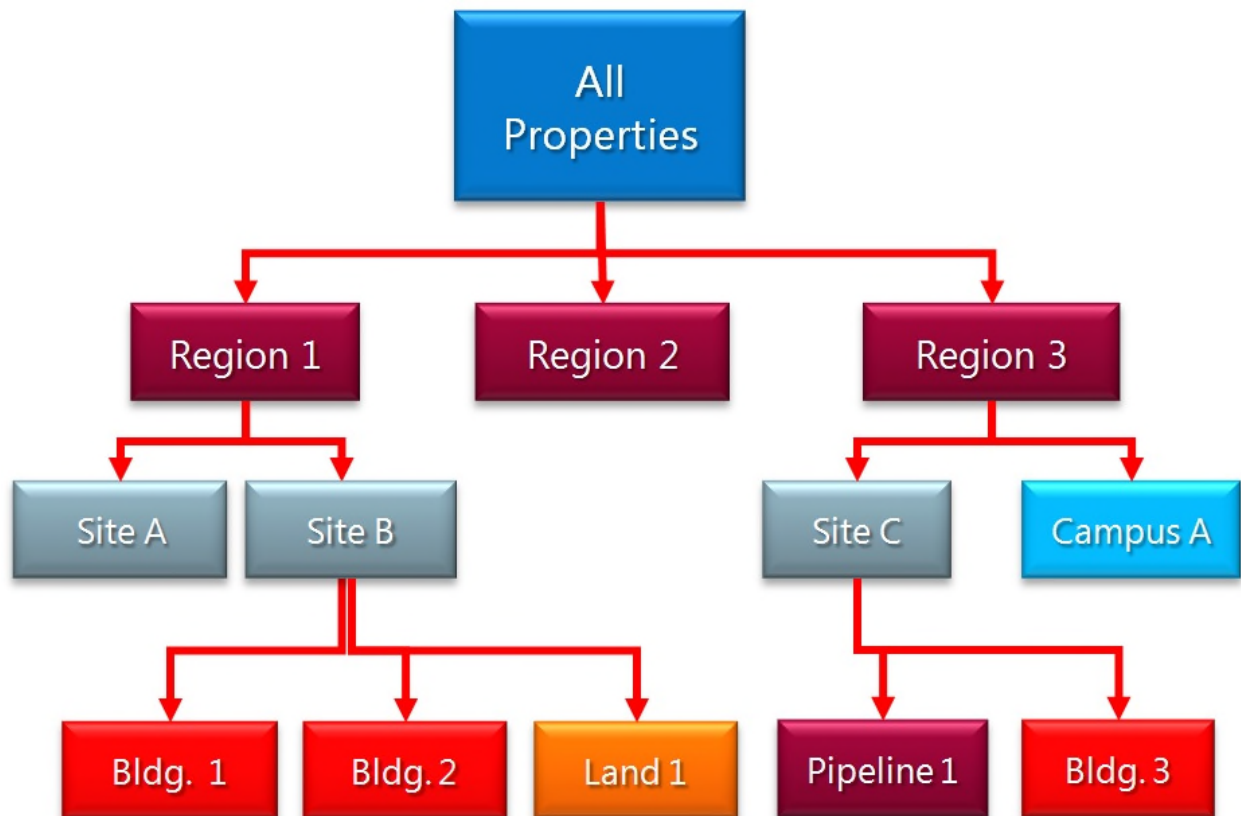 All
Properties
Region 1
Region 2
Region 3
Site A
Site B
Site C
Campus A
Bldg. 1
Bldg. 2
Land 1
Pipeline 1
Bldg. 3